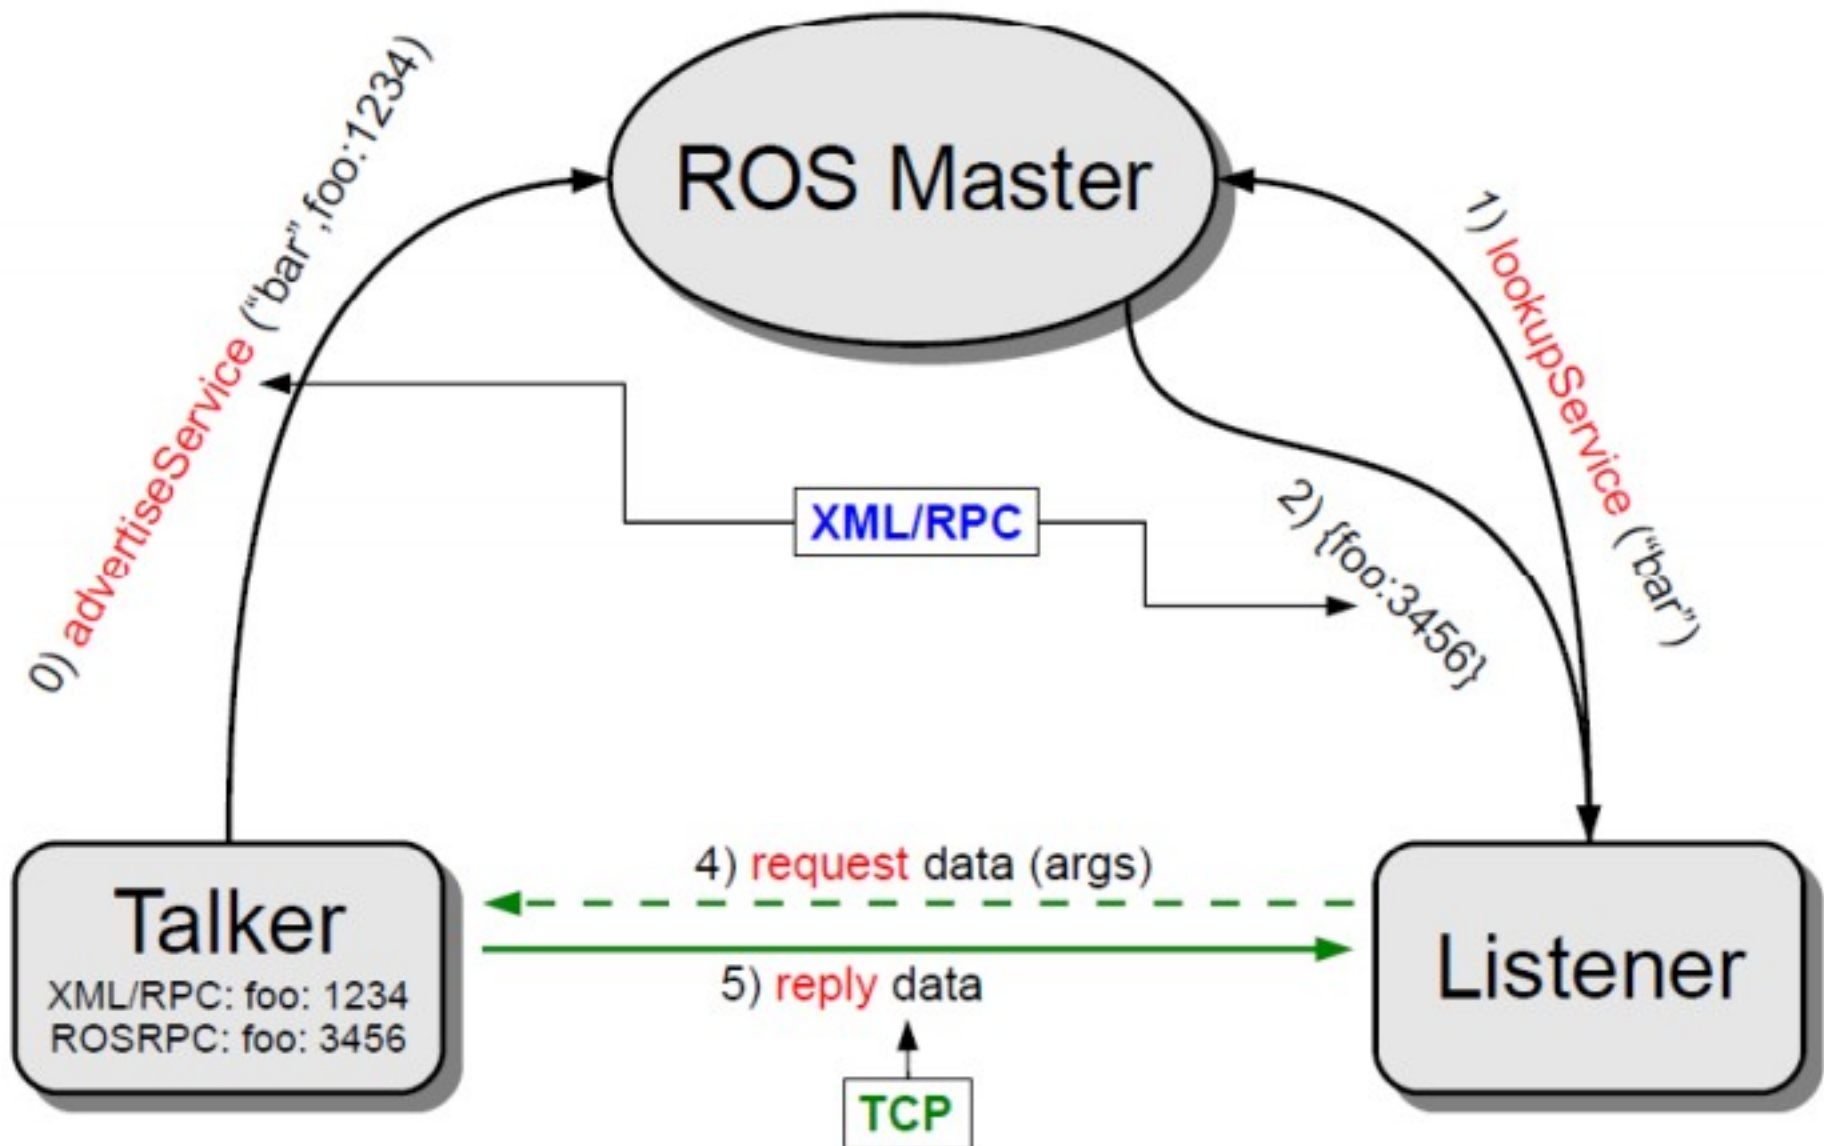 ROS Master
0) advertiseService (“bar”,foo:1234)
1) lookupService (“bar”)
XML/RPC
2) {foo:3456}
4) request data (args)
Talker
XML/RPC: foo: 1234
ROSRPC: foo: 3456
Listener
5) reply data
TCP